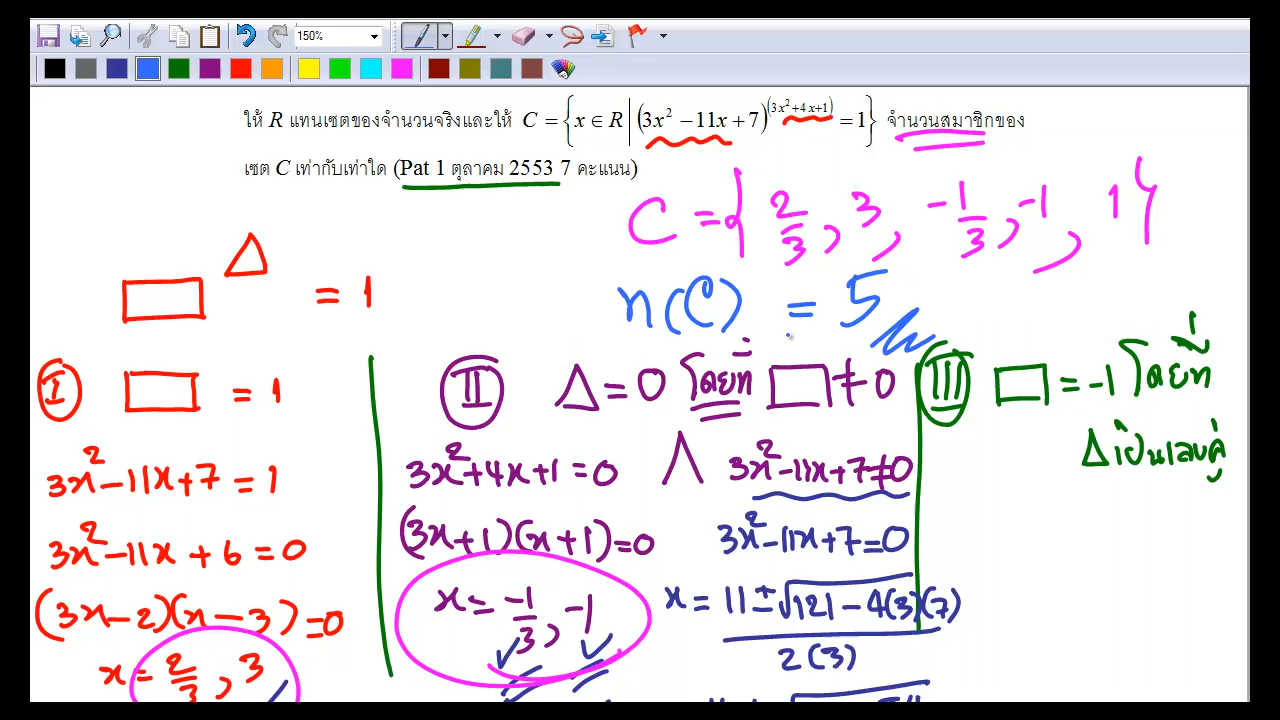 150%
ให้ R แทนเซตของจำนวนจริงและให้ C = {x ∈ R | (3x² − 11x + 7)^(3x²+4x+1) = 1} จำนวนสมาชิกของ
เซต C เท่ากับเท่าใด (Pat 1 ตุลาคม 2553 7 คะแนน)
C = { 2/3 , 3 , -1/3 , -1 , 1 }
□^△ = 1
n(C) = 5
I □ = 1
3x² − 11x + 7 = 1
3x² − 11x + 6 = 0
(3x − 2)(x − 3) = 0
x = 2/3 , 3
II △ = 0 โดยที่ □ ≠ 0
3x² + 4x + 1 = 0 ∧ 3x² − 11x + 7 ≠ 0
(3x + 1)(x + 1) = 0
x = -1/3 , -1
3x² − 11x + 7 = 0
x = 11 ± √121 − 4(3)(7)
2(3)
III □ = -1 โดยที่
△ เป็นเลขคู่